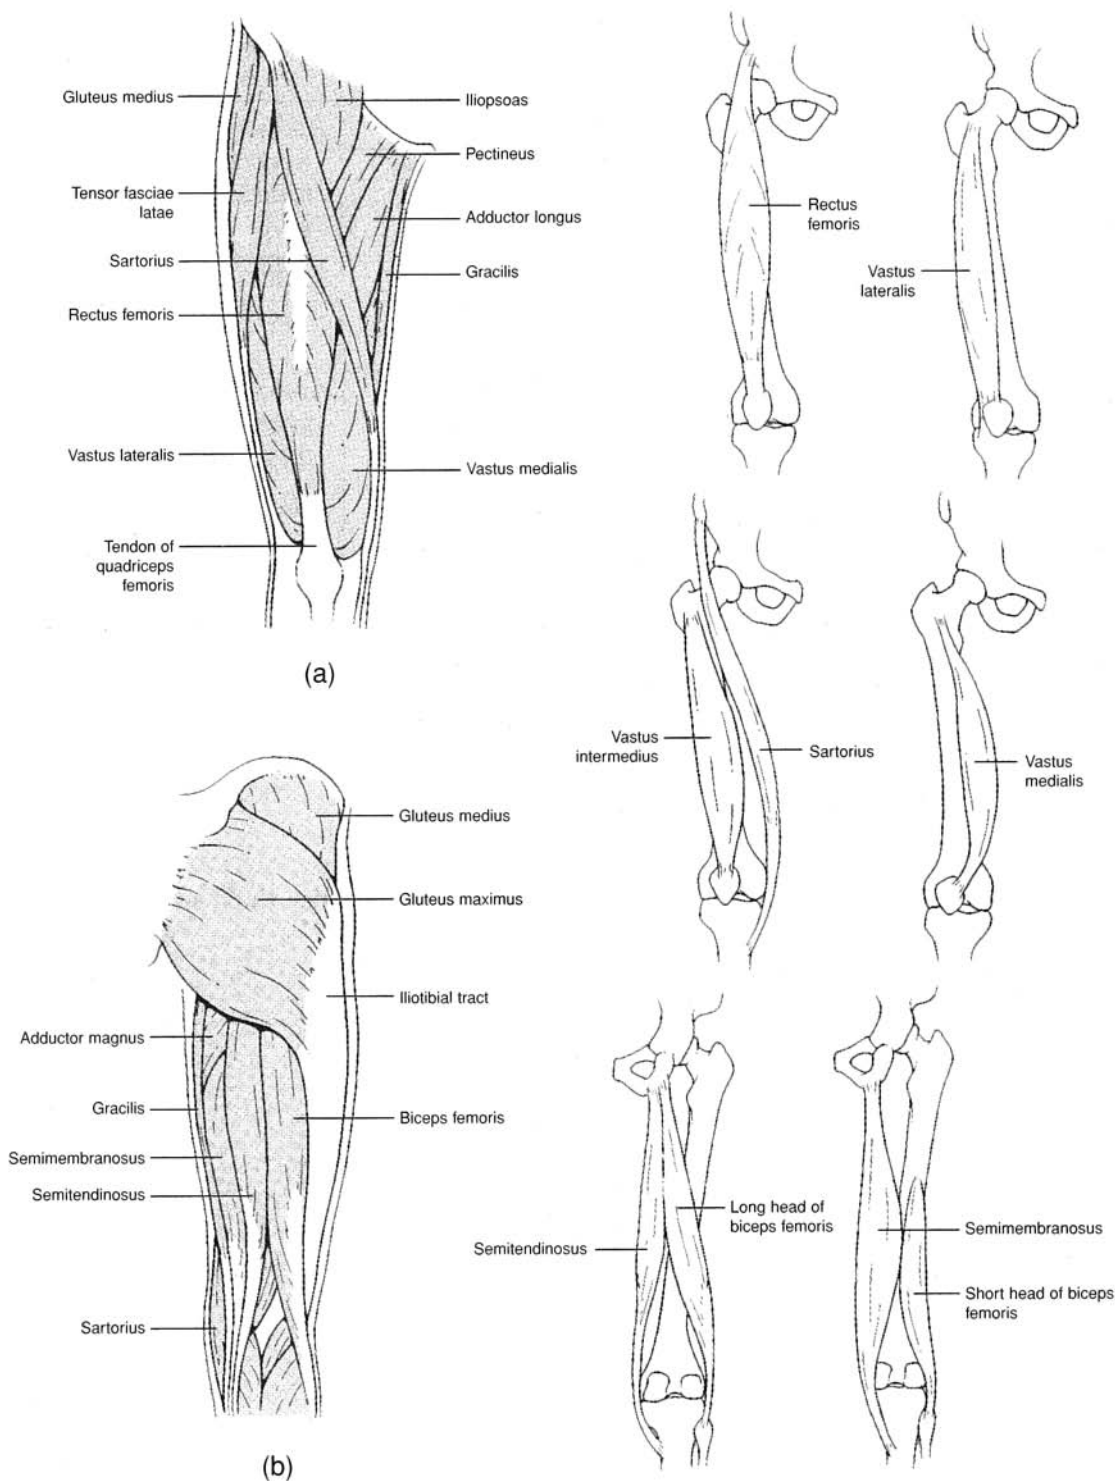 Gluteus medius
Tensor fasciae
latae
Sartorius
Rectus femoris
Vastus lateralis
Tendon of
quadriceps
femoris
Iliopsoas
Pectineus
Adductor longus
Gracilis
Vastus medialis
(a)
Gluteus medius
Gluteus maximus
Iliotibial tract
Adductor magnus
Gracilis
Biceps femoris
Semimembranosus
Semitendinosus
Sartorius
(b)
Rectus
femoris
Vastus
lateralis
Vastus
intermedius
Sartorius
Vastus
medialis
Semitendinosus
Long head of
biceps femoris
Semimembranosus
Short head of biceps
femoris